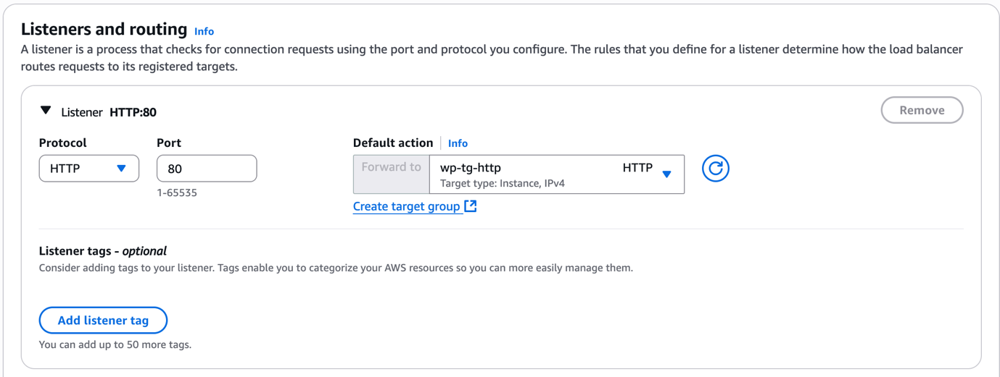 Listeners and routing Info
A listener is a process that checks for connection requests using the port and protocol you configure. The rules that you define for a listener determine how the load balancer
routes requests to its registered targets.
Listener HTTP:80
Remove
Protocol Port Default action Info
HTTP 80 Forward to wp-tg-http HTTP
Target type: Instance, IPv4
1-65535
Create target group
Listener tags - optional
Consider adding tags to your listener. Tags enable you to categorize your AWS resources so you can more easily manage them.
Add listener tag
You can add up to 50 more tags.